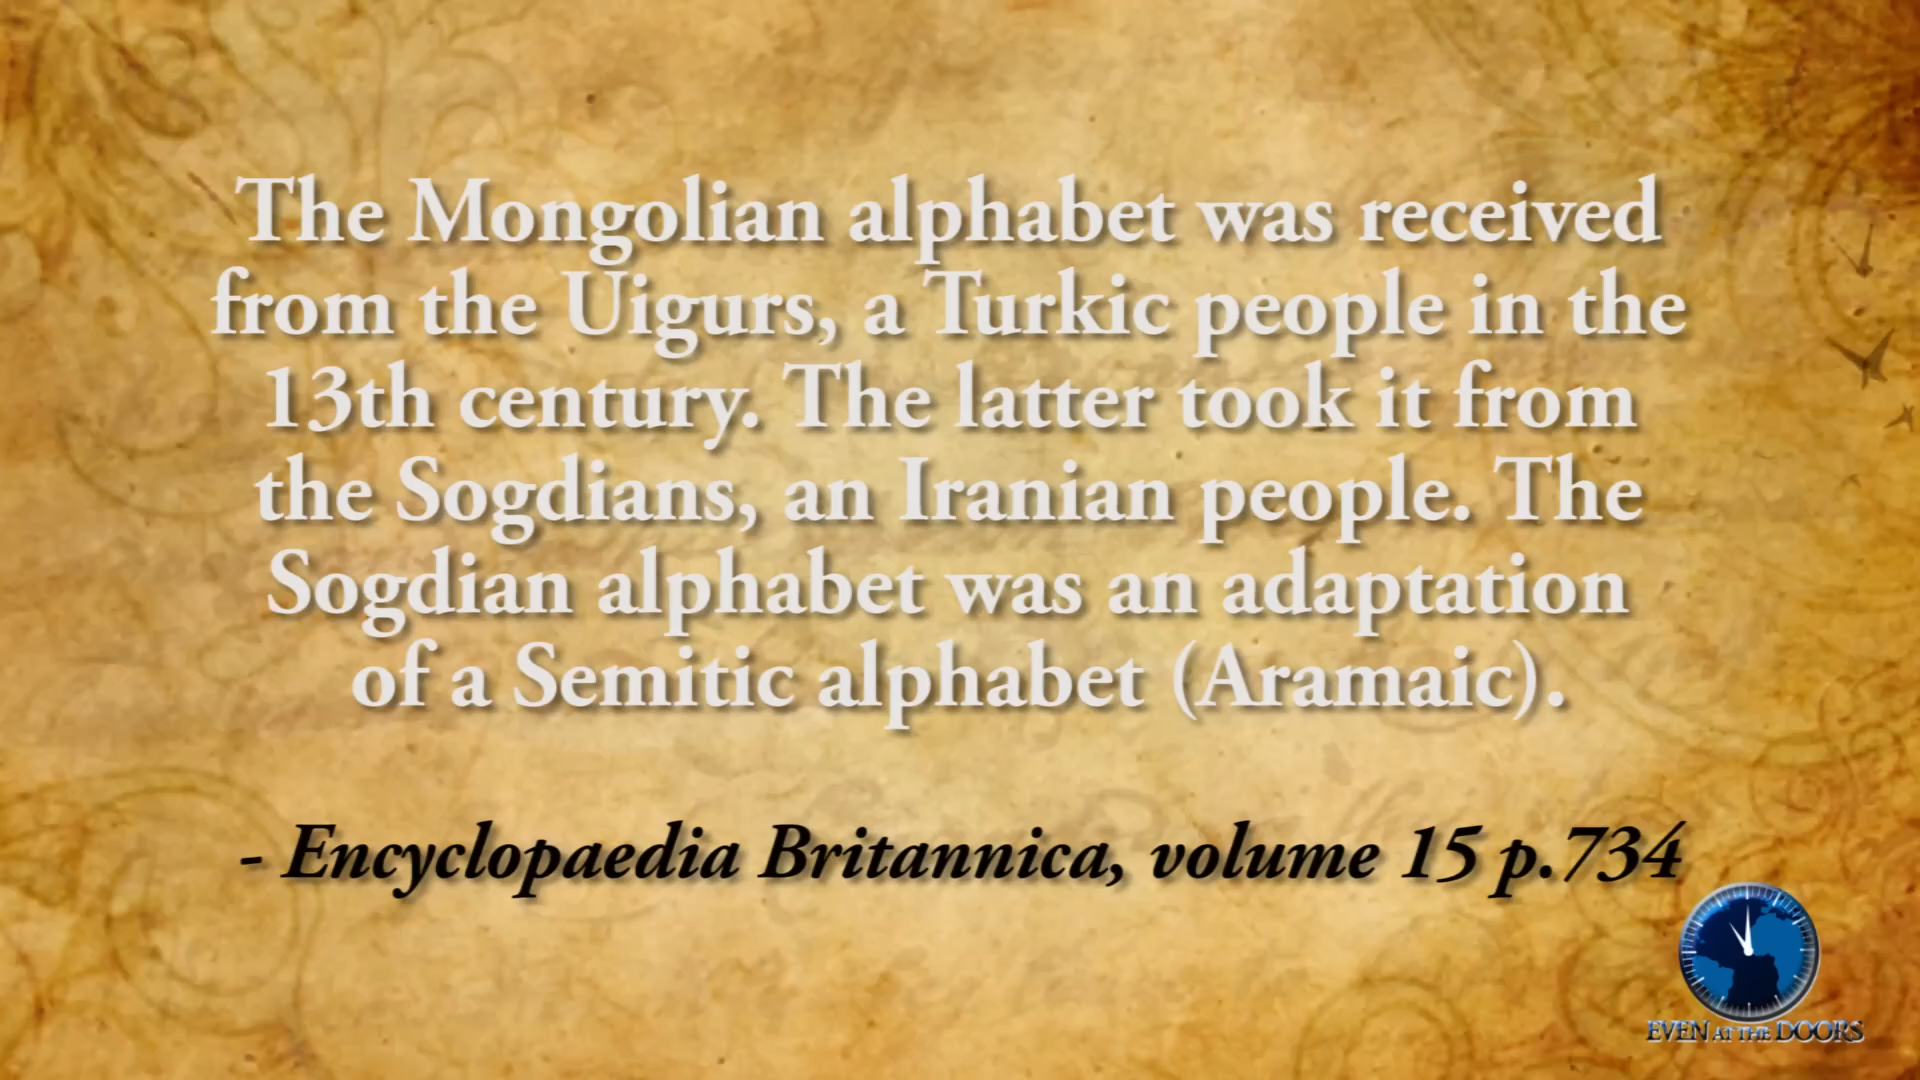 The Mongolian alphabet was received
from the Uigurs, a Turkic people in the
13th century. The latter took it from
the Sogdians, an Iranian people. The
Sogdian alphabet was an adaptation
of a Semitic alphabet (Aramaic).
- Encyclopaedia Britannica, volume 15 p.734
EVEN AT THE DOORS